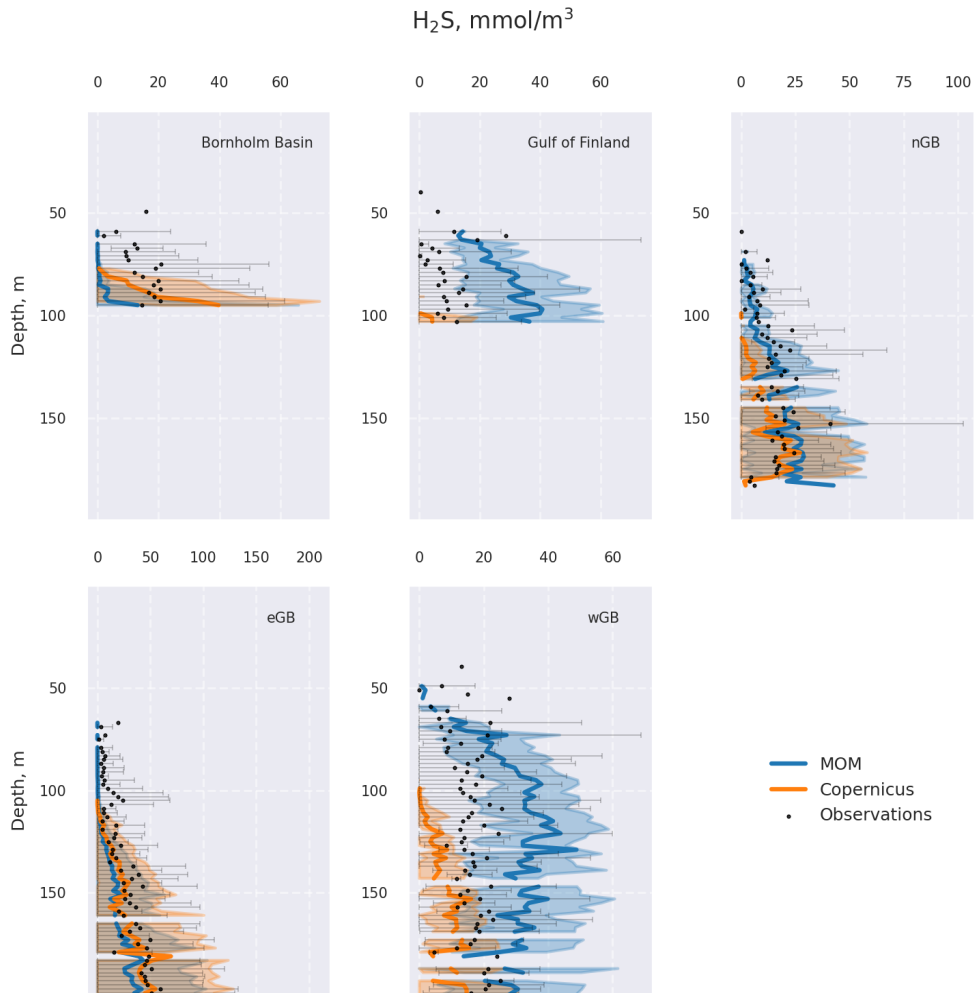 H₂S, mmol/m³
0 20 40 60
0 20 40 60
0 25 50 75 100
Bornholm Basin
Gulf of Finland
nGB
50
100
150
50
100
150
50
100
150
Depth, m
0 50 100 150 200
0 20 40 60
eGB
wGB
50
100
150
50
100
150
Depth, m
MOM
Copernicus
Observations